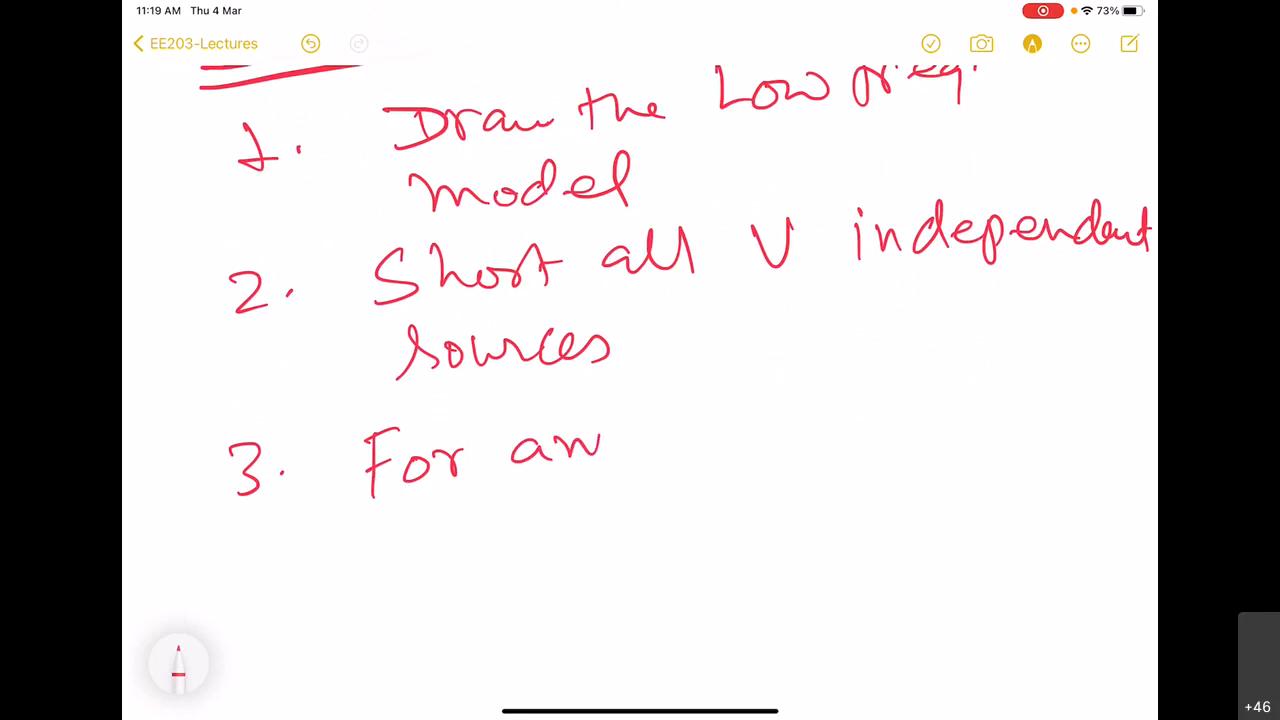 11:19 AM Thu 4 Mar
73%
EE203-Lectures
1. Draw the Low freq.
model
2. Short all V independent
sources
3. For an
+46